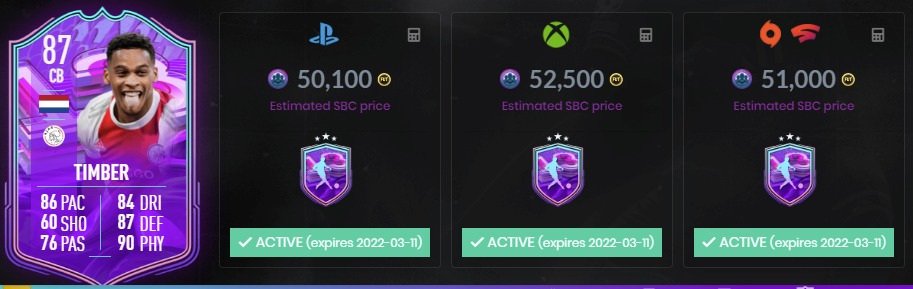 87
CB
TIMBER
86 PAC 84 DRI
60 SHO 87 DEF
76 PAS 90 PHY
50,100
Estimated SBC price
ACTIVE (expires 2022-03-11)
52,500
Estimated SBC price
ACTIVE (expires 2022-03-11)
51,000
Estimated SBC price
ACTIVE (expires 2022-03-11)